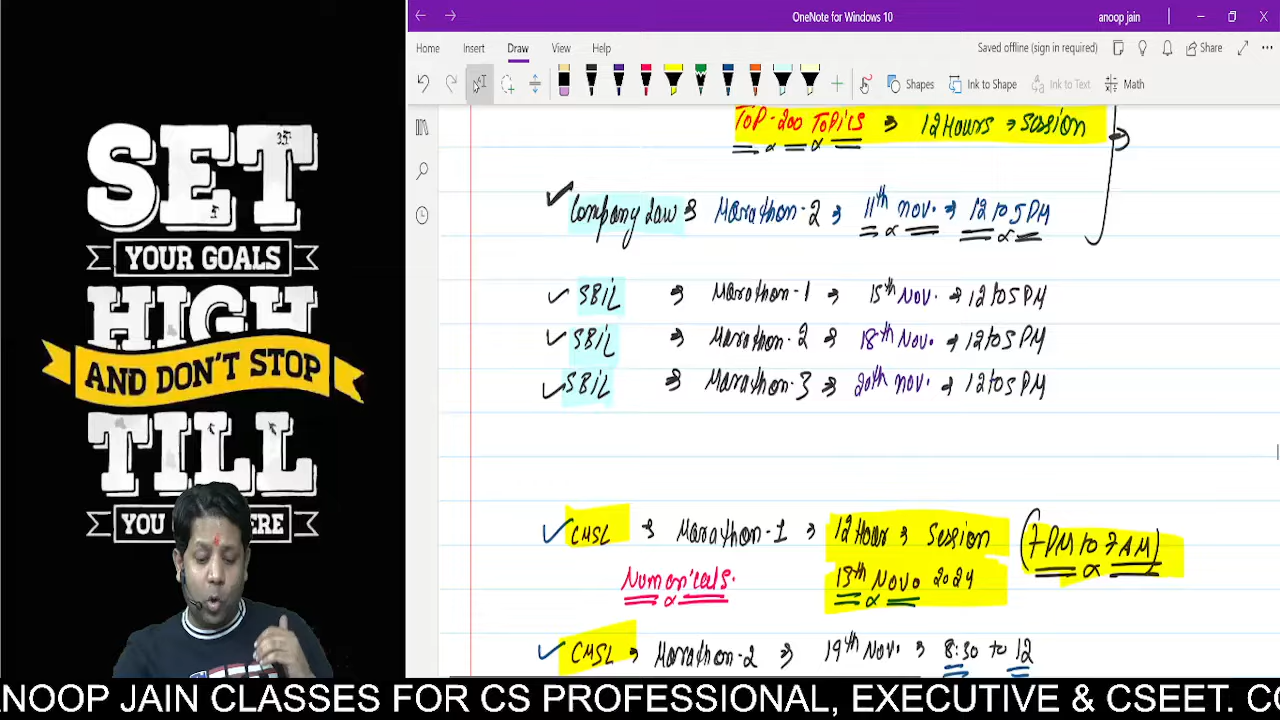 SET
YOUR GOALS
HIGH
AND DON'T STOP
TILL
YOU
ERE
OneNote for Windows 10
anoop jain
Home Insert Draw View Help
Saved offline (sign in required)
Share
Shapes
Ink to Shape
Ink to Text
Math
TOP-200 TOPICS ⇒ 12 Hours → Session
Company Law ⇒ Marathon-2 ⇒ 11th nov. ⇒ 12 to 5 PM
SBIL ⇒ Marathon-1 ⇒ 15th Nov. ⇒ 12 to 5 PM
SBIL ⇒ Marathon-2 ⇒ 18th Nov. ⇒ 12 to 5 PM
SBIL ⇒ Marathon-3 ⇒ 20th nov. ⇒ 12 to 5 PM
CMSL ⇒ Marathon-1 ⇒ 12 Hour ⇒ Session (7 PM to 7 AM)
Numericals. 13th Nov. 2024
CMSL ⇒ Marathon-2 ⇒ 19th Nov. ⇒ 8:30 to 12
NOOP JAIN CLASSES FOR CS PROFESSIONAL, EXECUTIVE & CSEET. CO